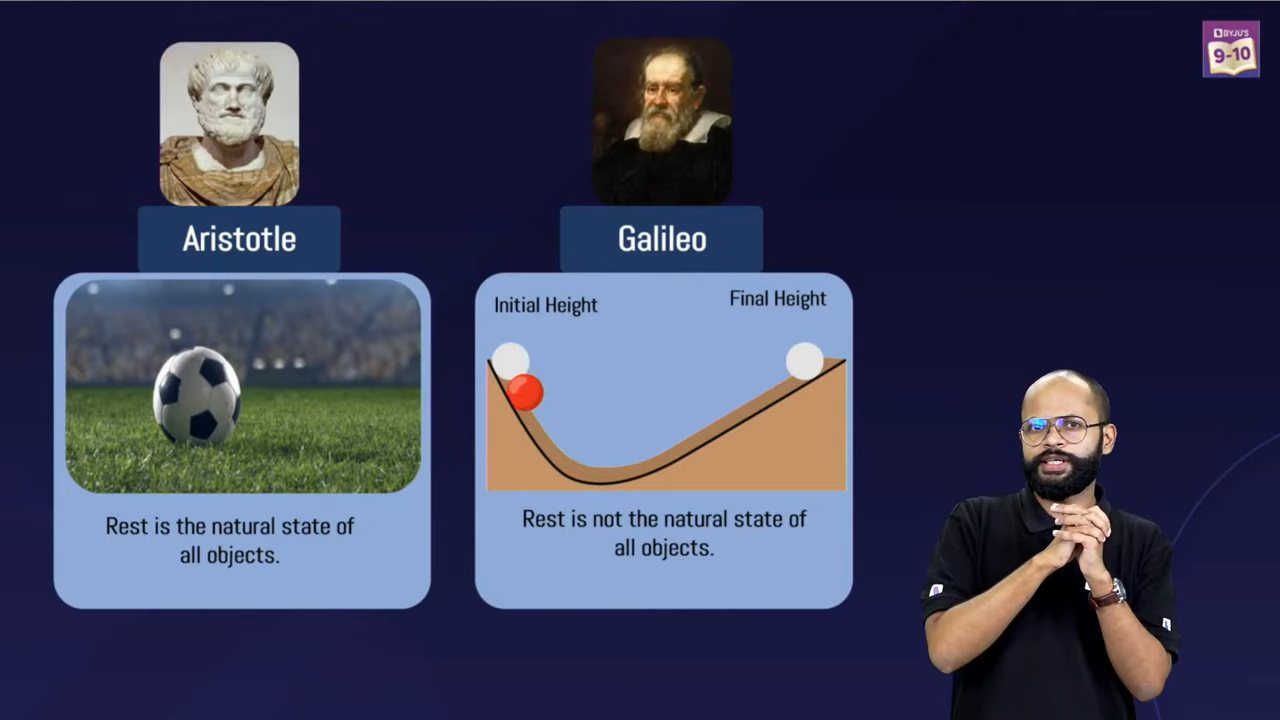 BYJU'S
9-10
Aristotle
Galileo
Initial Height
Final Height
Rest is the natural state of
all objects.
Rest is not the natural state of
all objects.